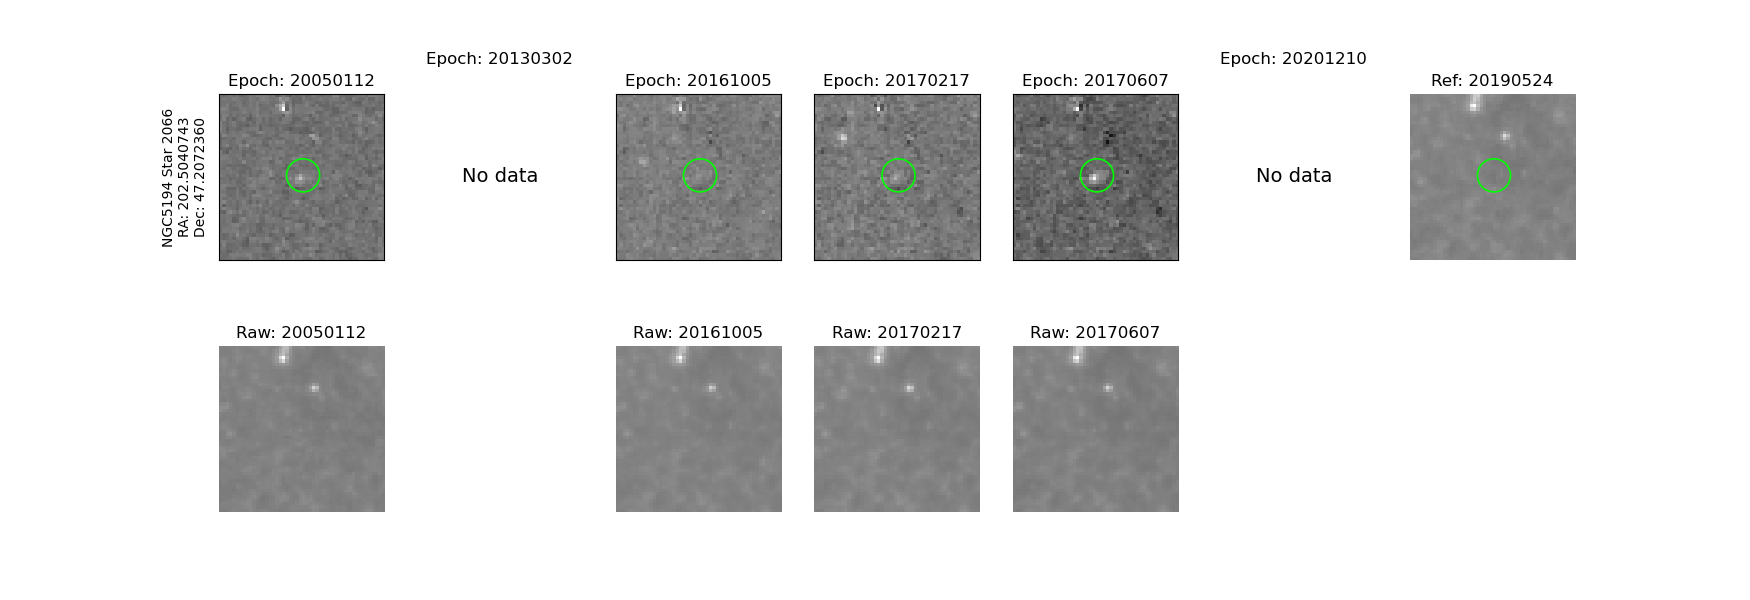 Epoch: 20130302
Epoch: 20201210
Epoch: 20050112
Epoch: 20161005
Epoch: 20170217
Epoch: 20170607
Ref: 20190524
NGC5194 Star 2066
RA: 202.5040743
Dec: 47.2072360
No data
No data
Raw: 20050112
Raw: 20161005
Raw: 20170217
Raw: 20170607